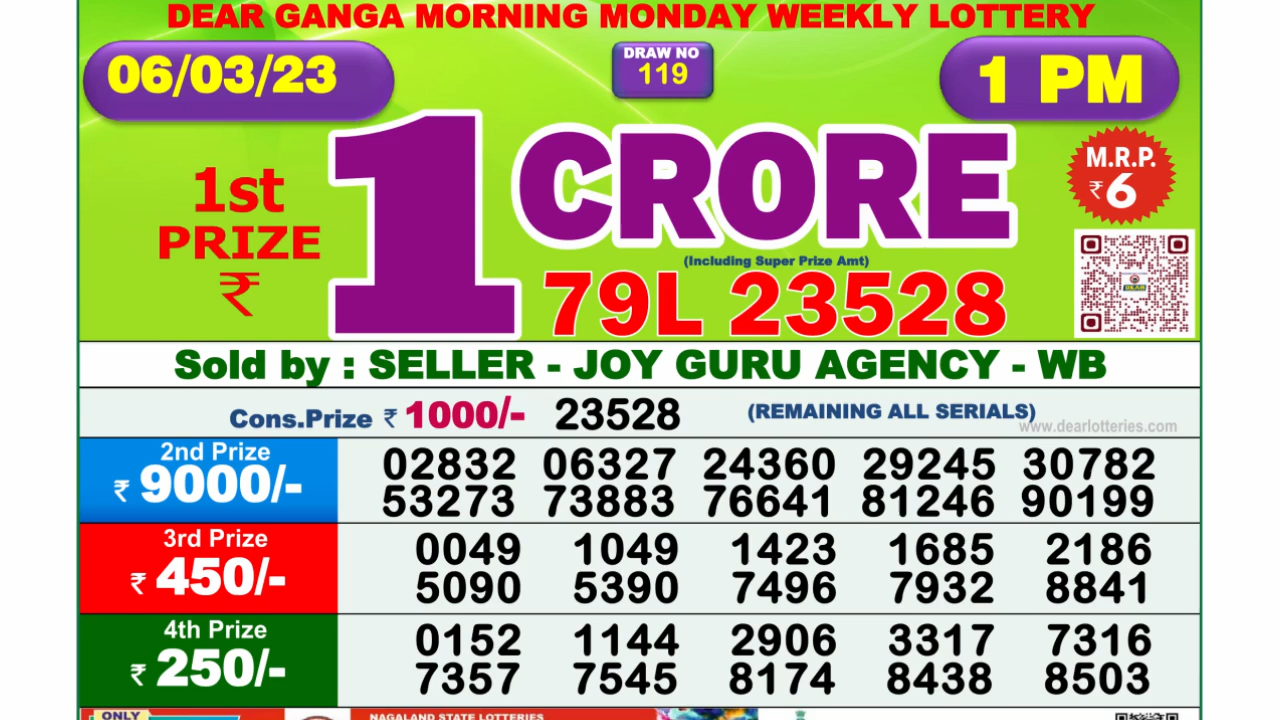 DEAR GANGA MORNING MONDAY WEEKLY LOTTERY
06/03/23
DRAW NO
119
1 PM
1st
PRIZE
₹
1 CRORE
(Including Super Prize Amt)
79L 23528
M.R.P.
₹6
DEAR
Sold by : SELLER - JOY GURU AGENCY - WB
Cons.Prize ₹ 1000/- 23528 (REMAINING ALL SERIALS)
www.dearlotteries.com
2nd Prize
₹ 9000/-
02832 06327 24360 29245 30782
53273 73883 76641 81246 90199
3rd Prize
₹ 450/-
0049 1049 1423 1685 2186
5090 5390 7496 7932 8841
4th Prize
₹ 250/-
0152 1144 2906 3317 7316
7357 7545 8174 8438 8503
ONLY
NAGALAND STATE LOTTERIES